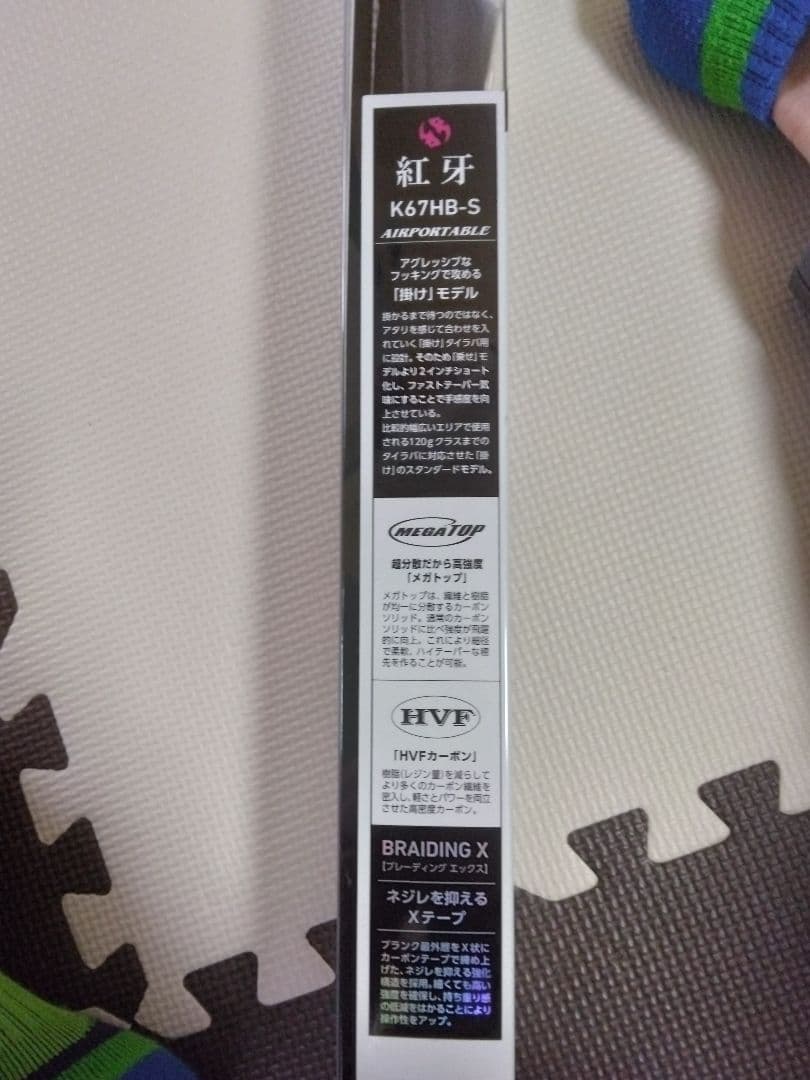 紅牙
K67HB-S
AIRPORTABLE
アグレッシブな
フッキングで攻める
「掛け」モデル
掛かるまで待つのではなく、
アタリを感じて合わせを入
れていく「掛け」タイラバ用
に設計。そのため「乗せ」モ
デルより2インチショート
化し、ファストテーパー気
味にすることで手感度を向
上させている。
比較的幅広いエリアで使用
される120gクラスまでの
タイラバに対応させた「掛
け」のスタンダードモデル。
MEGATOP
超分散だから高強度
「メガトップ」
メガトップは、繊維と樹脂
が均一に分散するカーボン
ソリッド。通常のカーボン
ソリッドに比べ強度が飛躍
的に向上。これにより細径
で柔軟、ハイテーパーな穂
先を作ることが可能。
HVF
「HVFカーボン」
樹脂(レジン量)を減らして
より多くのカーボン繊維を
密入し、軽さとパワーを両立
させた高密度カーボン。
BRAIDING X
[ブレーディング エックス]
ネジレを抑える
Xテープ
ブランク最外層をX状に
カーボンテープで締め上
げた、ネジレを抑える強化
構造を採用。細くても高い
強度を確保し、持ち重り感
の低減をはかることにより
操作性をアップ。